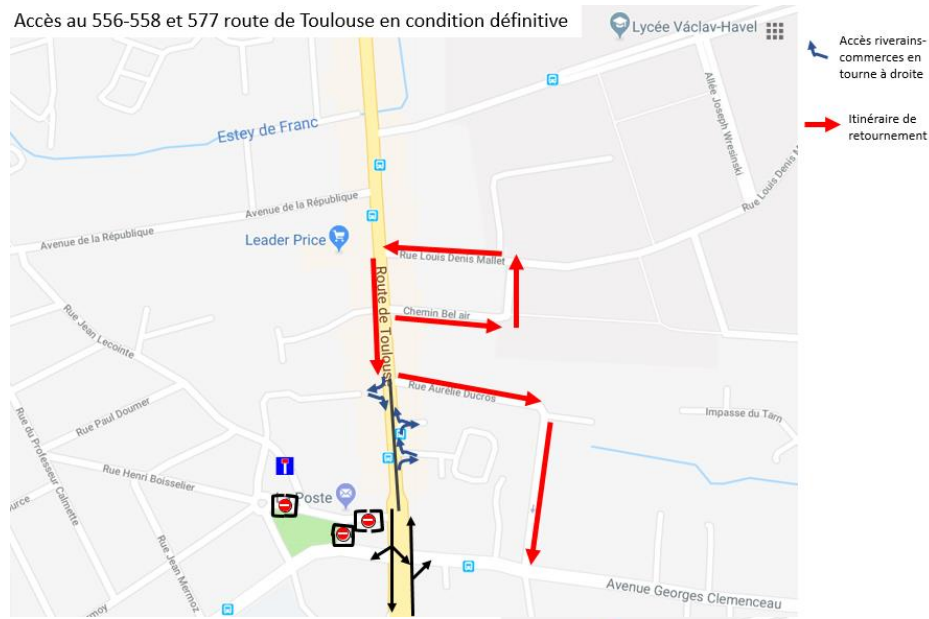 Accès au 556-558 et 577 route de Toulouse en condition définitive
Lycée Václav-Havel
Accès riverains-
commerces en
tourne à droite
Itinéraire de
retournement
Estey de Franc
Allée Joseph Wresinski
Rue Louis Denis M
Avenue de la République
Avenue de la République
Leader Price
Rue Louis Denis Mallet
Route de Toulouse
Chemin Bel air
Rue Jean Lecointe
Rue Aurélie Ducros
Impasse du Tarn
Rue Paul Doumer
Rue du Professeur Calmette
Rue Henri Boisselier
Poste
ource
Rue Jean Mermoz
moy
Avenue Georges Clemenceau